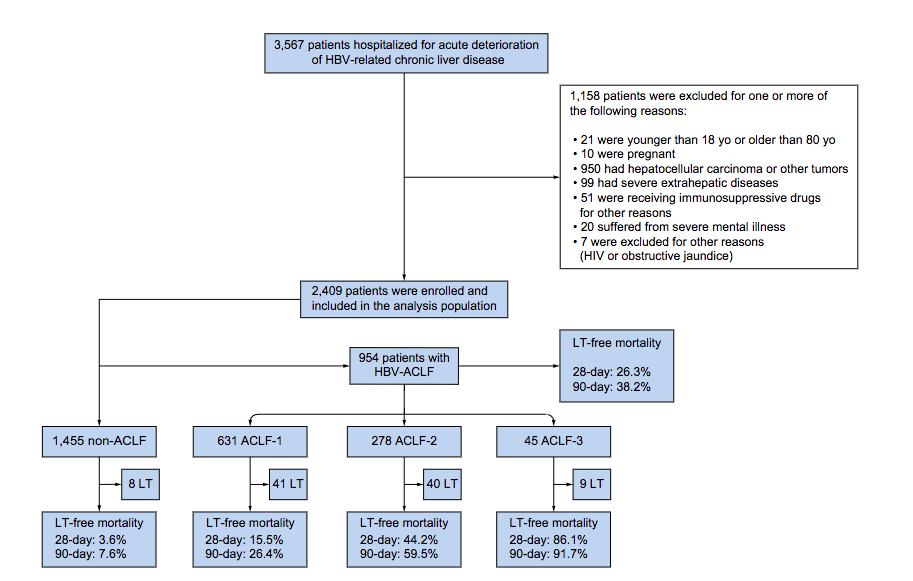 3,567 patients hospitalized for acute deterioration
of HBV-related chronic liver disease
1,158 patients were excluded for one or more of
the following reasons:
• 21 were younger than 18 yo or older than 80 yo
• 10 were pregnant
• 950 had hepatocellular carcinoma or other tumors
• 99 had severe extrahepatic diseases
• 51 were receiving immunosuppressive drugs
for other reasons
• 20 suffered from severe mental illness
• 7 were excluded for other reasons
(HIV or obstructive jaundice)
2,409 patients were enrolled and
included in the analysis population
954 patients with
HBV-ACLF
LT-free mortality
28-day: 26.3%
90-day: 38.2%
1,455 non-ACLF
631 ACLF-1
278 ACLF-2
45 ACLF-3
8 LT
41 LT
40 LT
9 LT
LT-free mortality
28-day: 3.6%
90-day: 7.6%
LT-free mortality
28-day: 15.5%
90-day: 26.4%
LT-free mortality
28-day: 44.2%
90-day: 59.5%
LT-free mortality
28-day: 86.1%
90-day: 91.7%